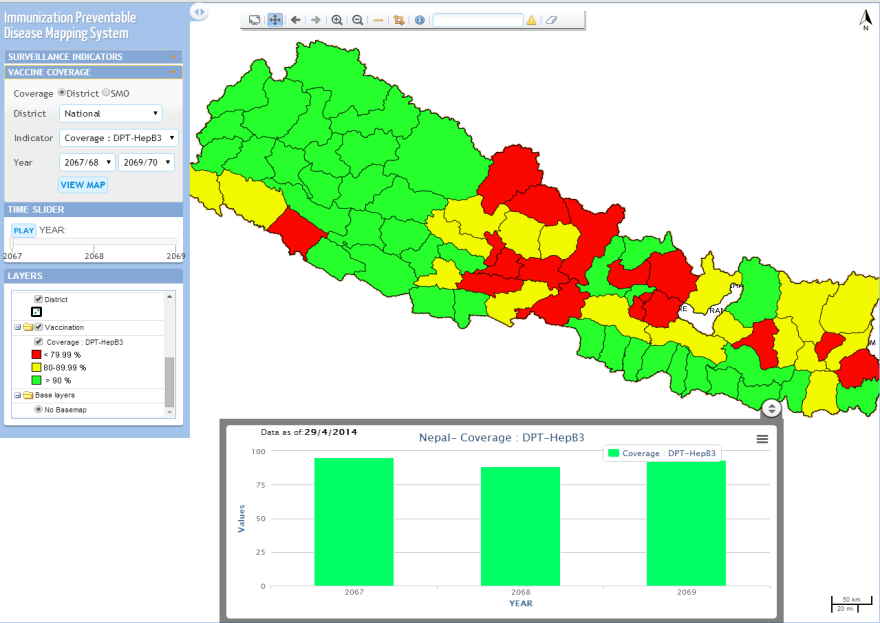 Immunization Preventable
Disease Mapping System
SURVEILLANCE INDICATORS
VACCINE COVERAGE
Coverage District SMO
District National
Indicator Coverage : DPT-HepB3
Year 2067/68 2069/70
VIEW MAP
TIME SLIDER
PLAY YEAR:
2067 2068 2069
LAYERS
District
Vaccination
Coverage : DPT-HepB3
< 79.99 %
80-89.99 %
> 90 %
Base layers
No Basemap
N
Data as of:29/4/2014
Nepal- Coverage : DPT-HepB3
Coverage : DPT-HepB3
100
75
50
25
0
Values
2067 2068 2069
YEAR
50 km
20 mi